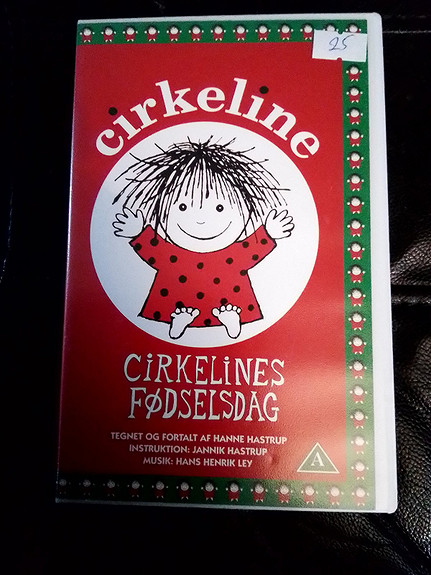 25
cirkeline
CiRKELiNES
FØDSELSDAG
TEGNET OG FORTALT AF HANNE HASTRUP
INSTRUKTION: JANNIK HASTRUP
MUSIK: HANS HENRIK LEY
A